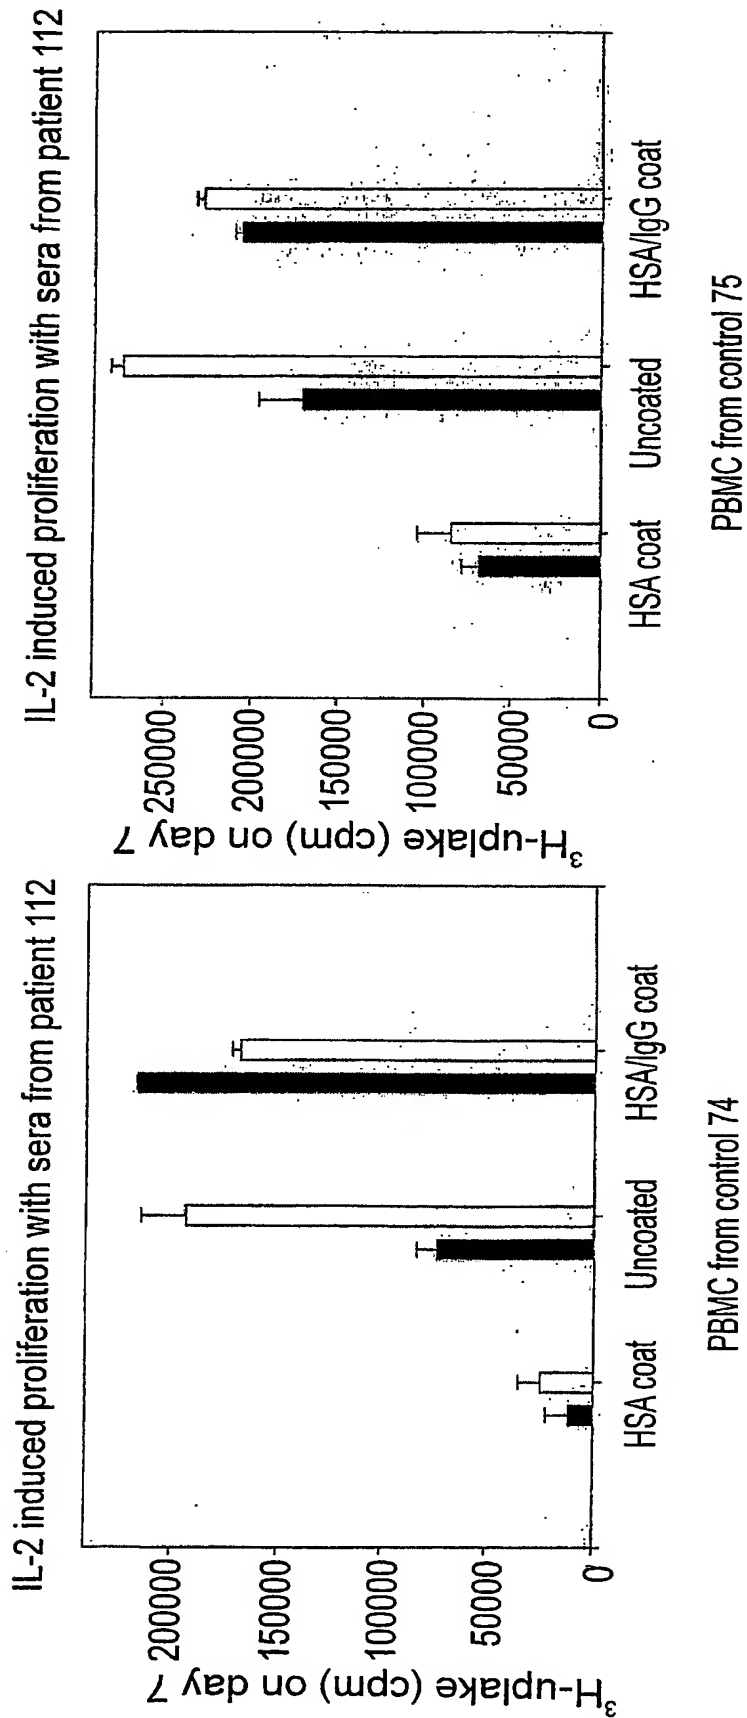 IL-2 induced proliferation with sera from patient 112
³H-uplake (cpm) on day 7
200000
150000
100000
50000
0
HSA coat
Uncoated
HSA/IgG coat
PBMC from control 74
IL-2 induced proliferation with sera from patient 112
³H-uplake (cpm) on day 7
250000
200000
150000
100000
50000
0
HSA coat
Uncoated
HSA/IgG coat
PBMC from control 75